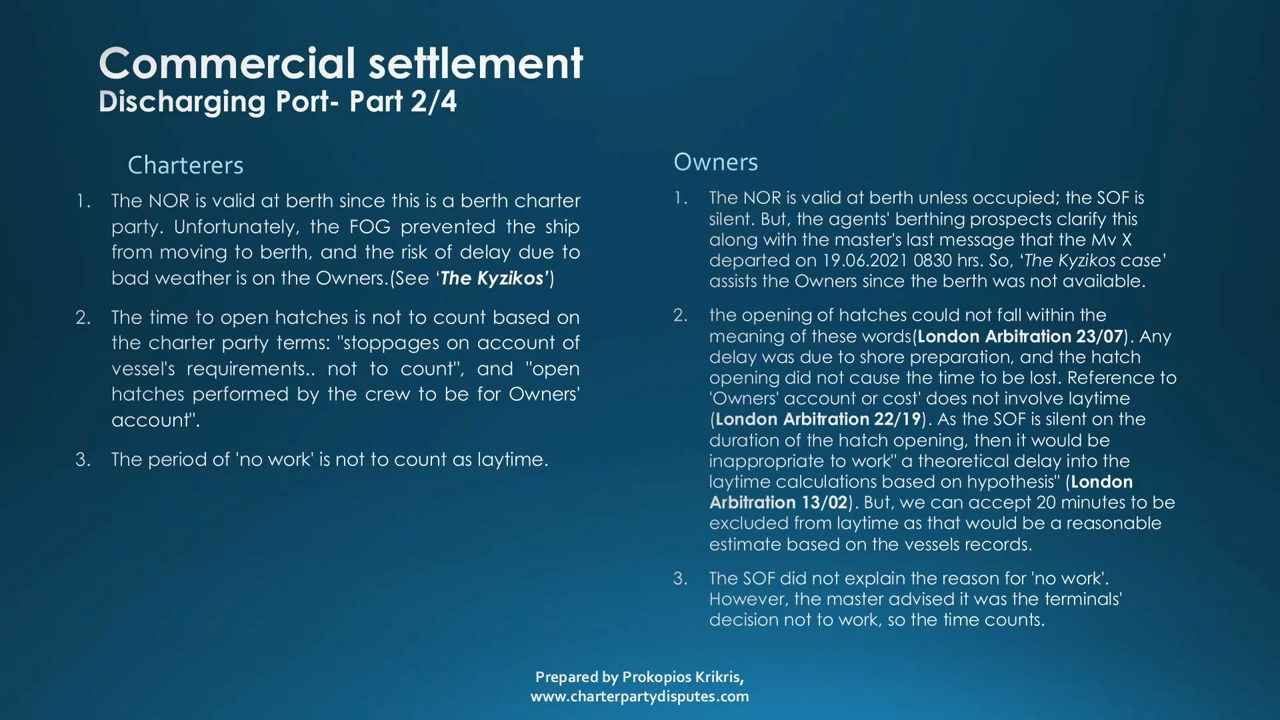 Commercial settlement
Discharging Port- Part 2/4
Charterers
1. The NOR is valid at berth since this is a berth charter
party. Unfortunately, the FOG prevented the ship
from moving to berth, and the risk of delay due to
bad weather is on the Owners.(See ‘The Kyzikos’)
2. The time to open hatches is not to count based on
the charter party terms: "stoppages on account of
vessel's requirements.. not to count", and "open
hatches performed by the crew to be for Owners'
account".
3. The period of 'no work' is not to count as laytime.
Owners
1. The NOR is valid at berth unless occupied; the SOF is
silent. But, the agents' berthing prospects clarify this
along with the master's last message that the Mv X
departed on 19.06.2021 0830 hrs. So, ‘The Kyzikos case’
assists the Owners since the berth was not available.
2. the opening of hatches could not fall within the
meaning of these words(London Arbitration 23/07). Any
delay was due to shore preparation, and the hatch
opening did not cause the time to be lost. Reference to
'Owners' account or cost' does not involve laytime
(London Arbitration 22/19). As the SOF is silent on the
duration of the hatch opening, then it would be
inappropriate to work" a theoretical delay into the
laytime calculations based on hypothesis" (London
Arbitration 13/02). But, we can accept 20 minutes to be
excluded from laytime as that would be a reasonable
estimate based on the vessels records.
3. The SOF did not explain the reason for 'no work'.
However, the master advised it was the terminals'
decision not to work, so the time counts.
Prepared by Prokopios Krikris,
www.charterpartydisputes.com